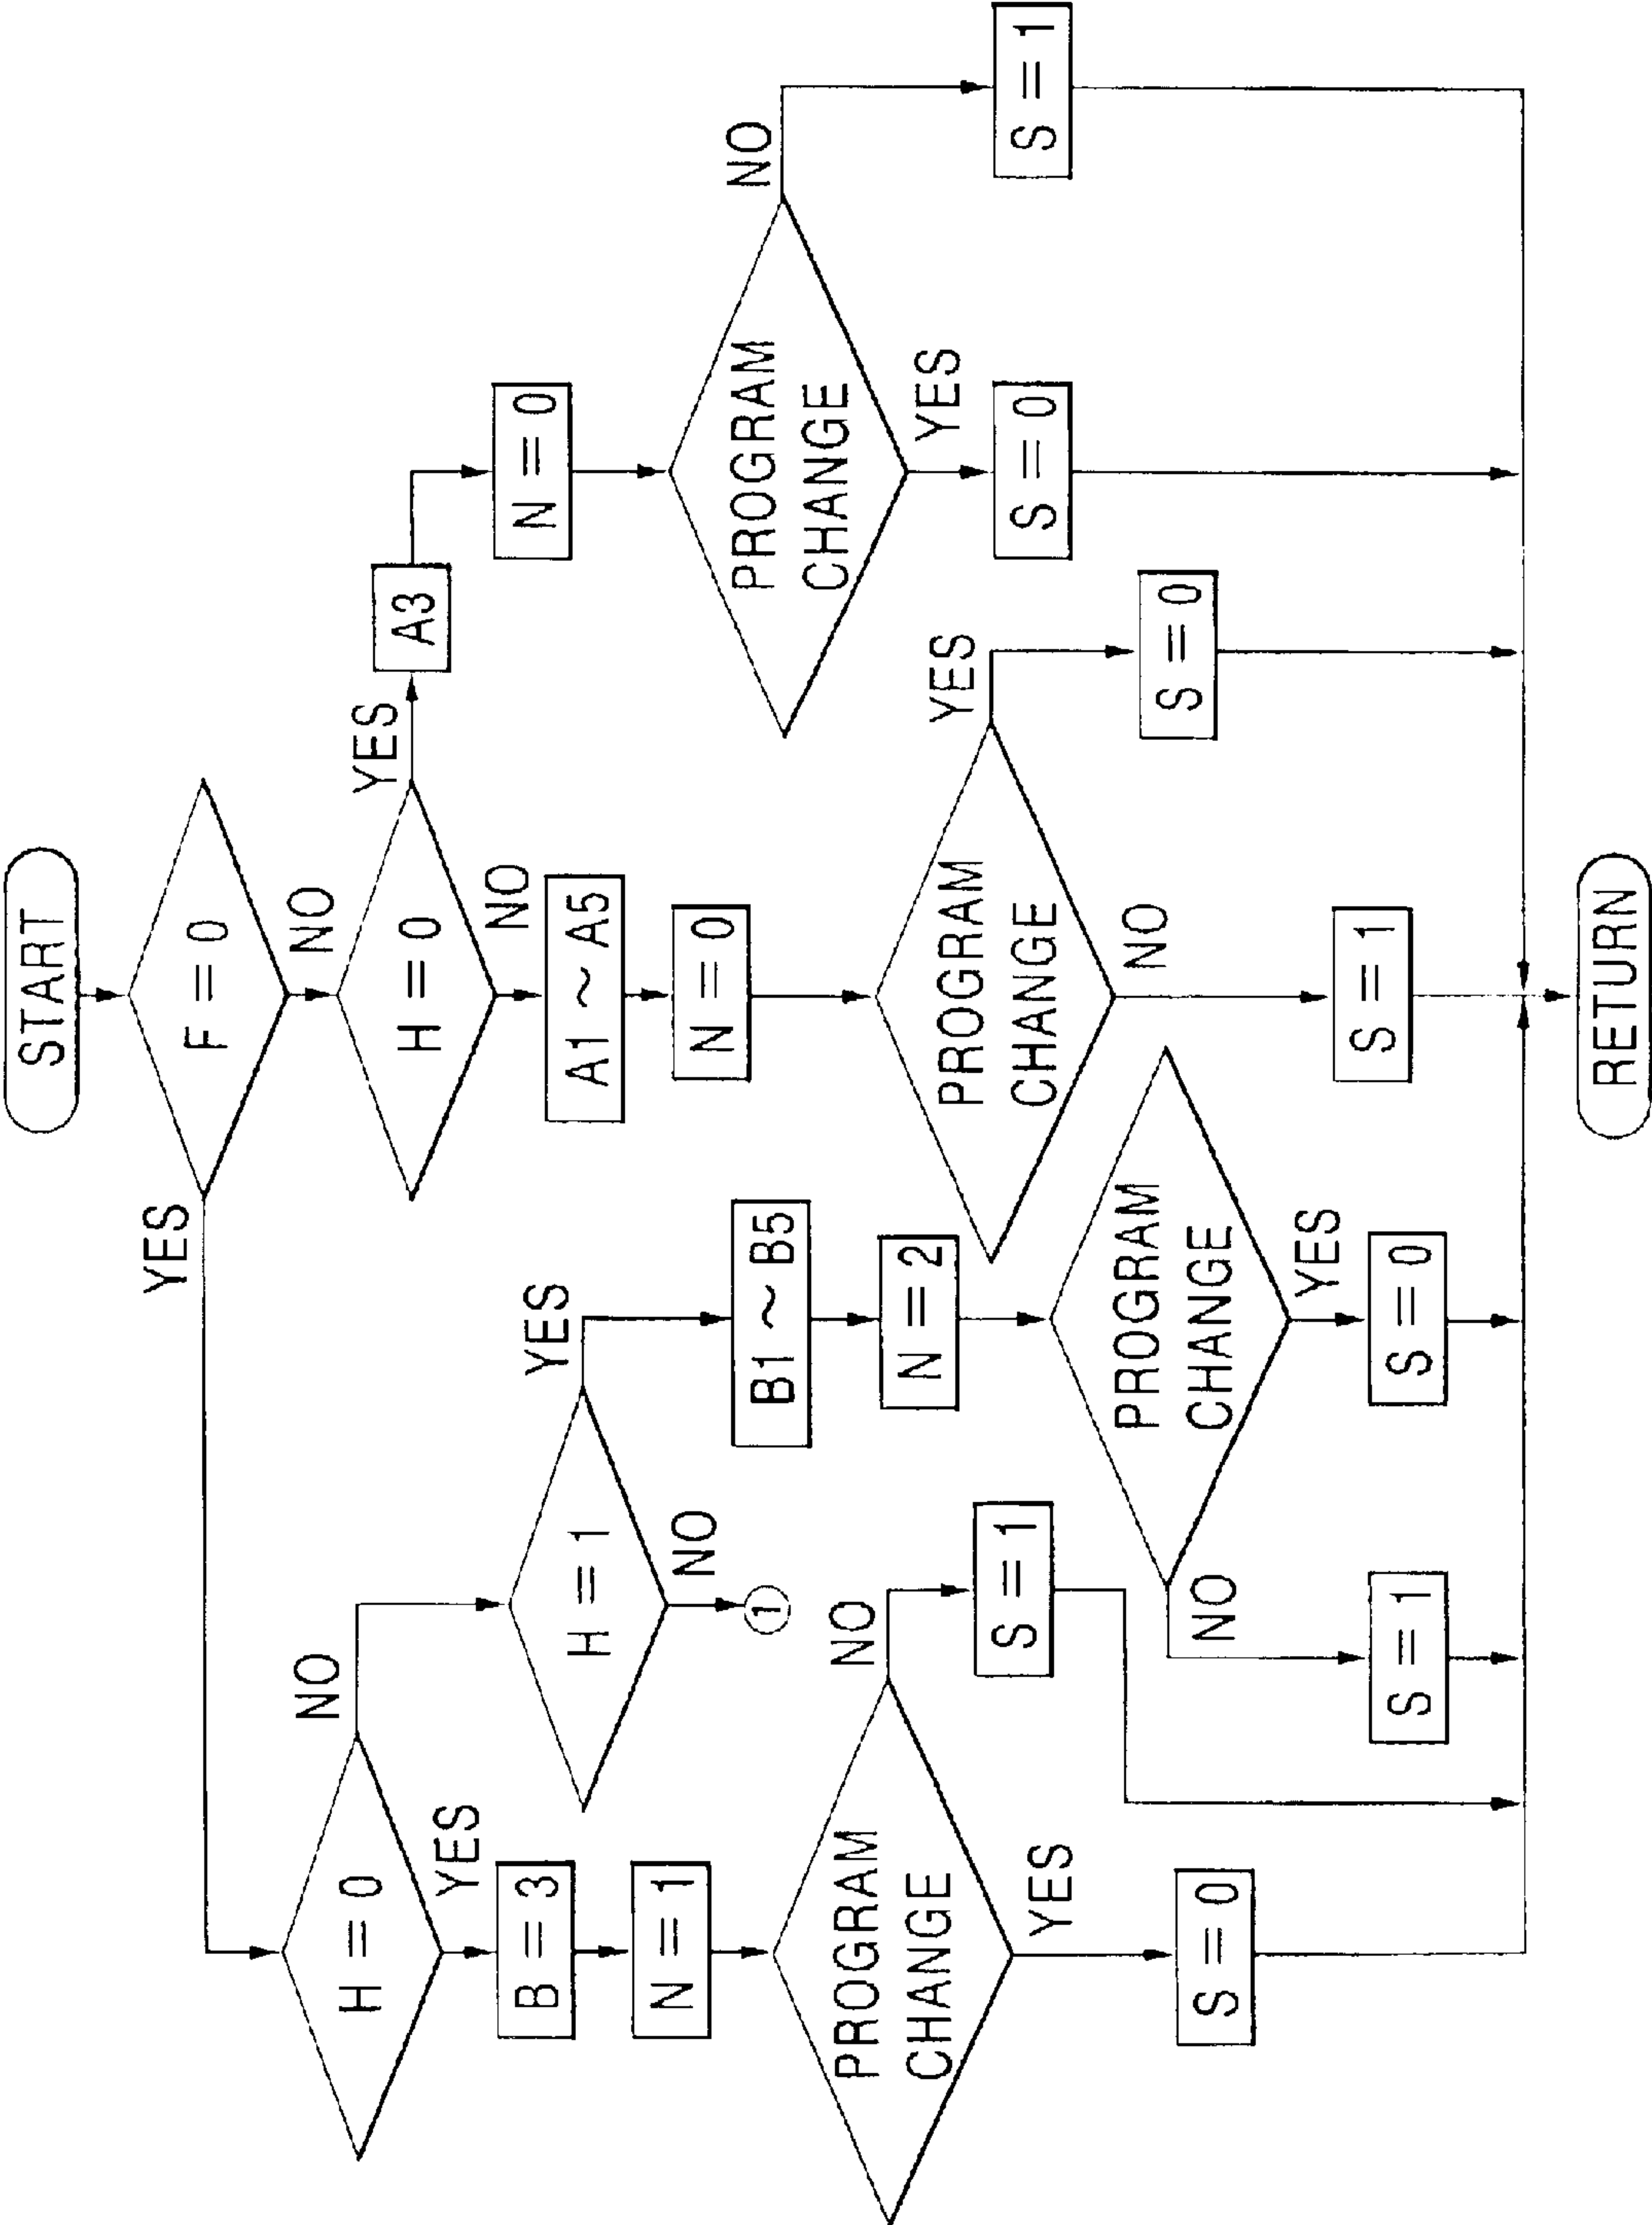 START
F = 0
YES
NO
H = 0
YES
NO
A3
N = 0
PROGRAM
CHANGE
NO
YES
S = 1
S = 0
A1 ~ A5
N = 0
PROGRAM
CHANGE
YES
NO
S = 0
S = 1
H = 0
NO
YES
H = 1
YES
NO
1
B1 ~ B5
N = 2
PROGRAM
CHANGE
NO
YES
S = 1
S = 0
B = 3
N = 1
PROGRAM
CHANGE
NO
YES
S = 1
S = 0
RETURN